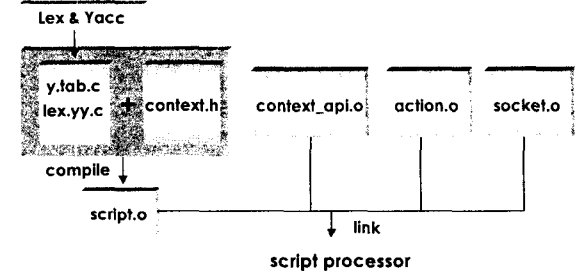 Lex & Yacc
y.tab.c
lex.yy.c
+
context.h
context_api.o
action.o
socket.o
compile
script.o
link
script processor